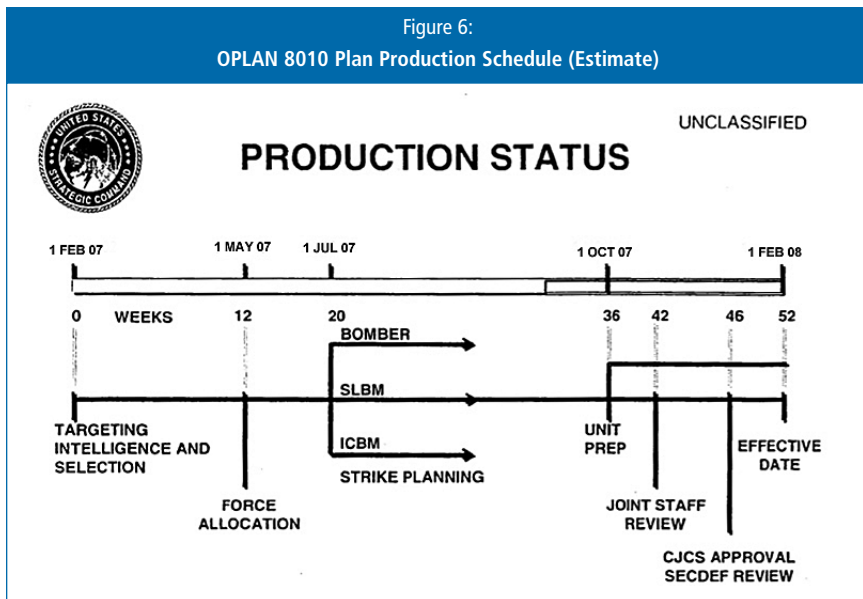 Figure 6:
OPLAN 8010 Plan Production Schedule (Estimate)
UNITED STATES
STRATEGIC COMMAND
UNCLASSIFIED
PRODUCTION STATUS
1 FEB 07
1 MAY 07
1 JUL 07
1 OCT 07
1 FEB 08
0
WEEKS
12
20
36
42
46
52
BOMBER
SLBM
ICBM
STRIKE PLANNING
TARGETING
INTELLIGENCE AND
SELECTION
FORCE
ALLOCATION
UNIT
PREP
JOINT STAFF
REVIEW
CJCS APPROVAL
SECDEF REVIEW
EFFECTIVE
DATE